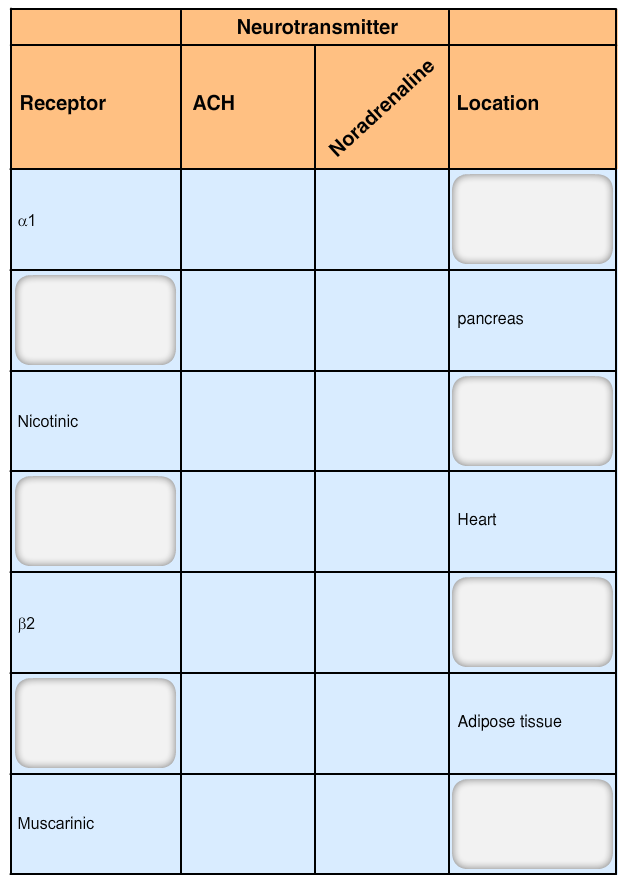 Neurotransmitter
Receptor
ACH
Noradrenaline
Location
α1
pancreas
Nicotinic
Heart
β2
Adipose tissue
Muscarinic